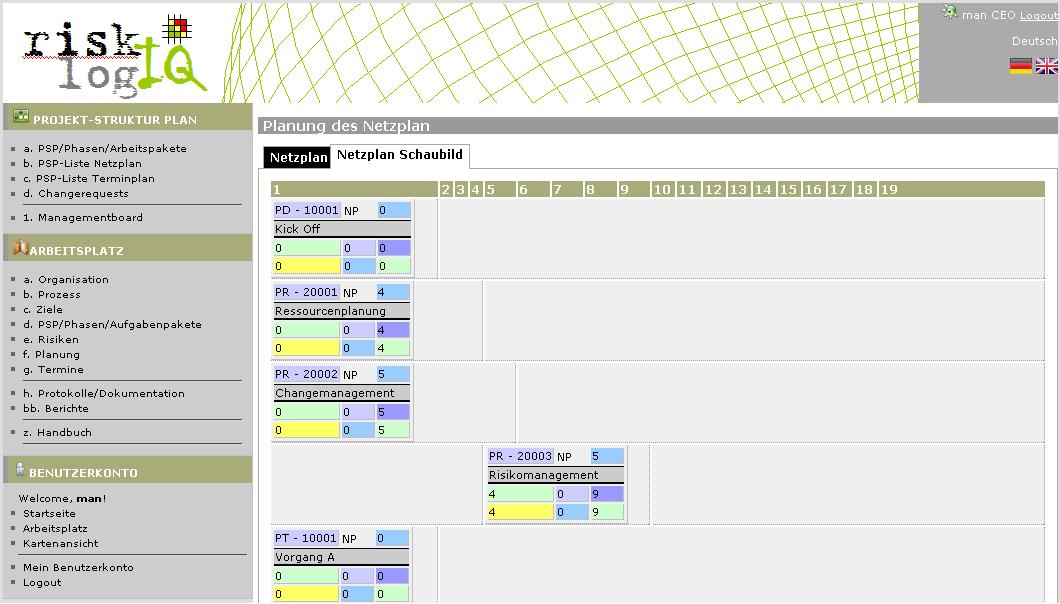 risk
logIQ
man CEO Logout
Deutsch
PROJEKT-STRUKTUR PLAN
a. PSP/Phasen/Arbeitspakete
b. PSP-Liste Netzplan
c. PSP-Liste Terminplan
d. Changerequests
1. Managementboard
ARBEITSPLATZ
a. Organisation
b. Prozess
c. Ziele
d. PSP/Phasen/Aufgabenpakete
e. Risiken
f. Planung
g. Termine
h. Protokolle/Dokumentation
bb. Berichte
z. Handbuch
BENUTZERKONTO
Welcome, man!
Startseite
Arbeitsplatz
Kartenansicht
Mein Benutzerkonto
Logout
Planung des Netzplan
Netzplan Netzplan Schaubild
1 2 3 4 5 6 7 8 9 10 11 12 13 14 15 16 17 18 19
PD - 10001 NP 0
Kick Off
0 0 0
0 0 0
PR - 20001 NP 4
Ressourcenplanung
0 0 4
0 0 4
PR - 20002 NP 5
Changemanagement
0 0 5
0 0 5
PR - 20003 NP 5
Risikomanagement
4 0 9
4 0 9
PT - 10001 NP 0
Vorgang A
0 0 0
0 0 0